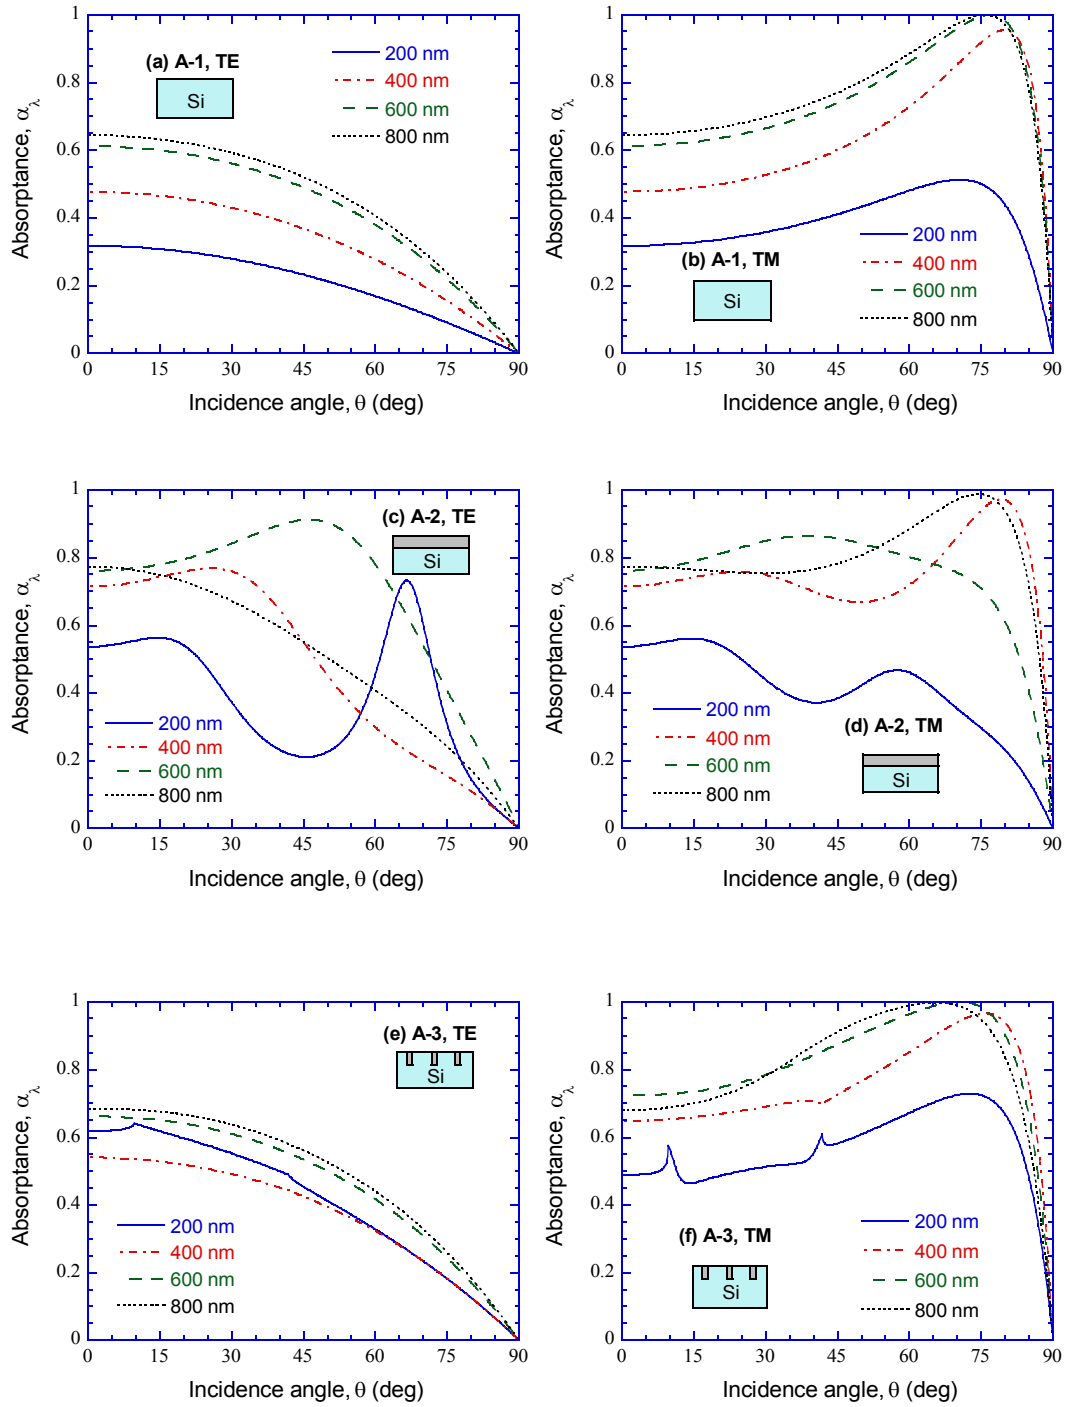 (a) A-1, TE
Si
200 nm
400 nm
600 nm
800 nm
1
0.8
0.6
0.4
0.2
0
0 15 30 45 60 75 90
Absorptance, αλ
Incidence angle, θ (deg)
(b) A-1, TM
Si
200 nm
400 nm
600 nm
800 nm
1
0.8
0.6
0.4
0.2
0
0 15 30 45 60 75 90
Absorptance, αλ
Incidence angle, θ (deg)
(c) A-2, TE
Si
200 nm
400 nm
600 nm
800 nm
1
0.8
0.6
0.4
0.2
0
0 15 30 45 60 75 90
Absorptance, αλ
Incidence angle, θ (deg)
(d) A-2, TM
Si
200 nm
400 nm
600 nm
800 nm
1
0.8
0.6
0.4
0.2
0
0 15 30 45 60 75 90
Absorptance, αλ
Incidence angle, θ (deg)
(e) A-3, TE
Si
200 nm
400 nm
600 nm
800 nm
1
0.8
0.6
0.4
0.2
0
0 15 30 45 60 75 90
Absorptance, αλ
Incidence angle, θ (deg)
(f) A-3, TM
Si
200 nm
400 nm
600 nm
800 nm
1
0.8
0.6
0.4
0.2
0
0 15 30 45 60 75 90
Absorptance, αλ
Incidence angle, θ (deg)